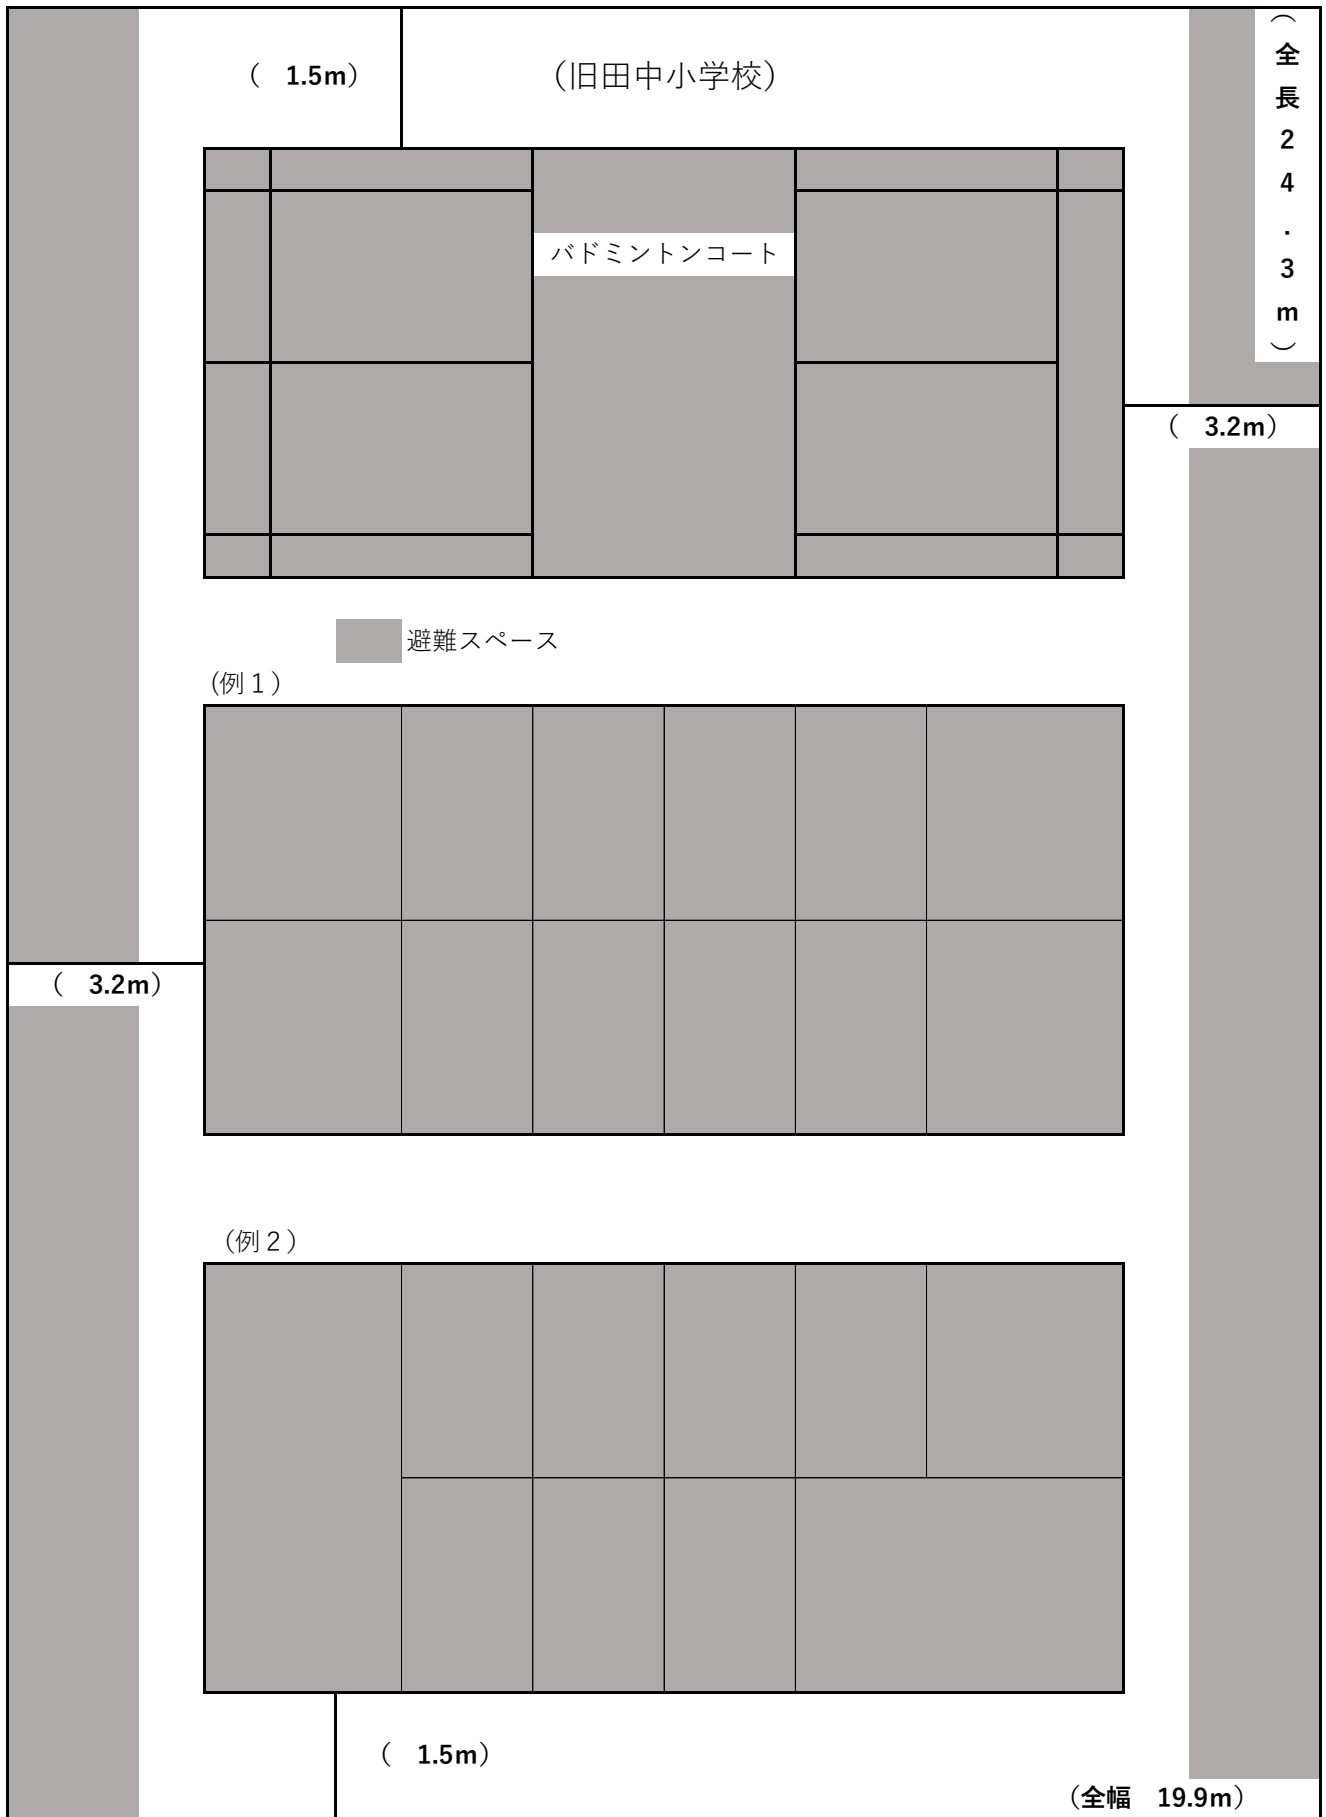 （　1.5m）
（旧田中小学校）
（全長２４．３ｍ）
バドミントンコート
（　3.2m）
避難スペース
（例１）
（　3.2m）
（例２）
（　1.5m）
（全幅　19.9m）